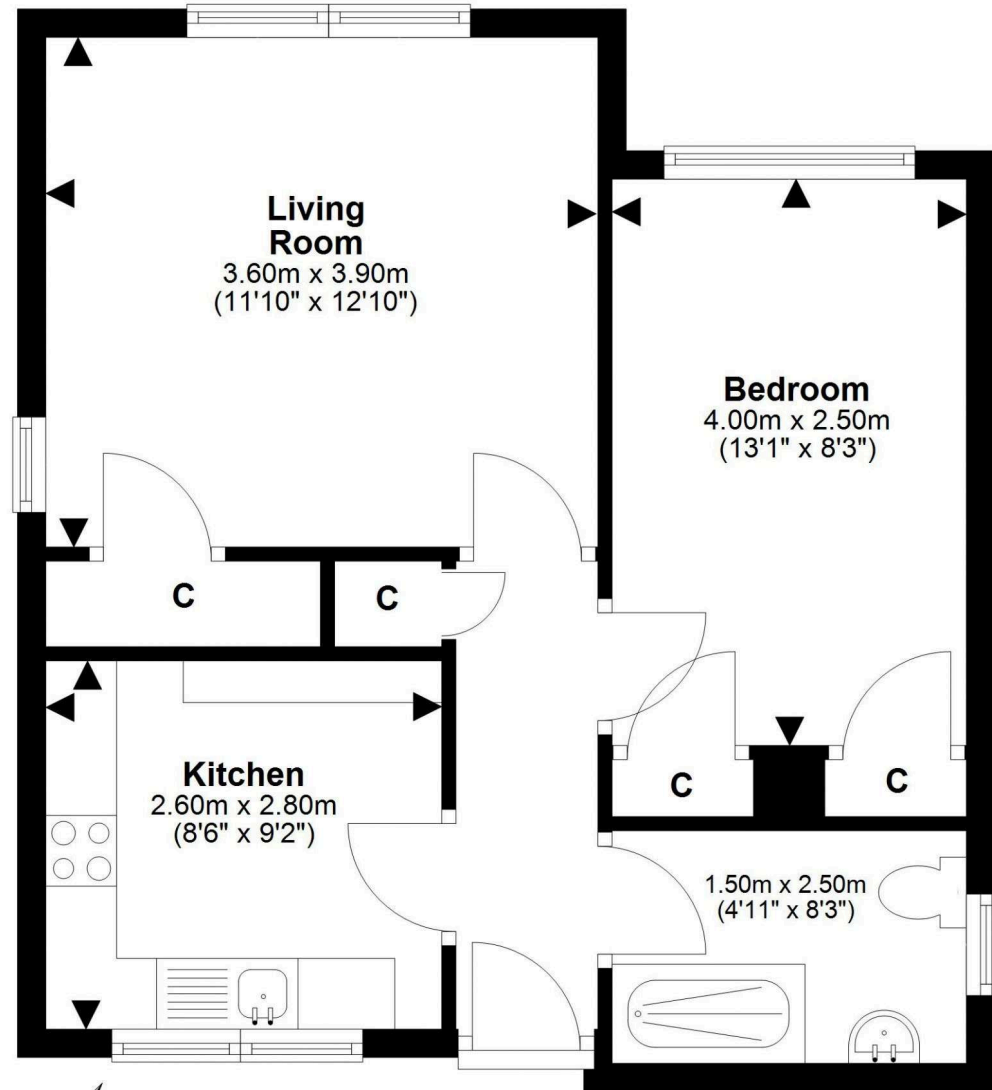 Living
Room
3.60m x 3.90m
(11'10" x 12'10")
Bedroom
4.00m x 2.50m
(13'1" x 8'3")
C
C
Kitchen
2.60m x 2.80m
(8'6" x 9'2")
C
C
1.50m x 2.50m
(4'11" x 8'3")